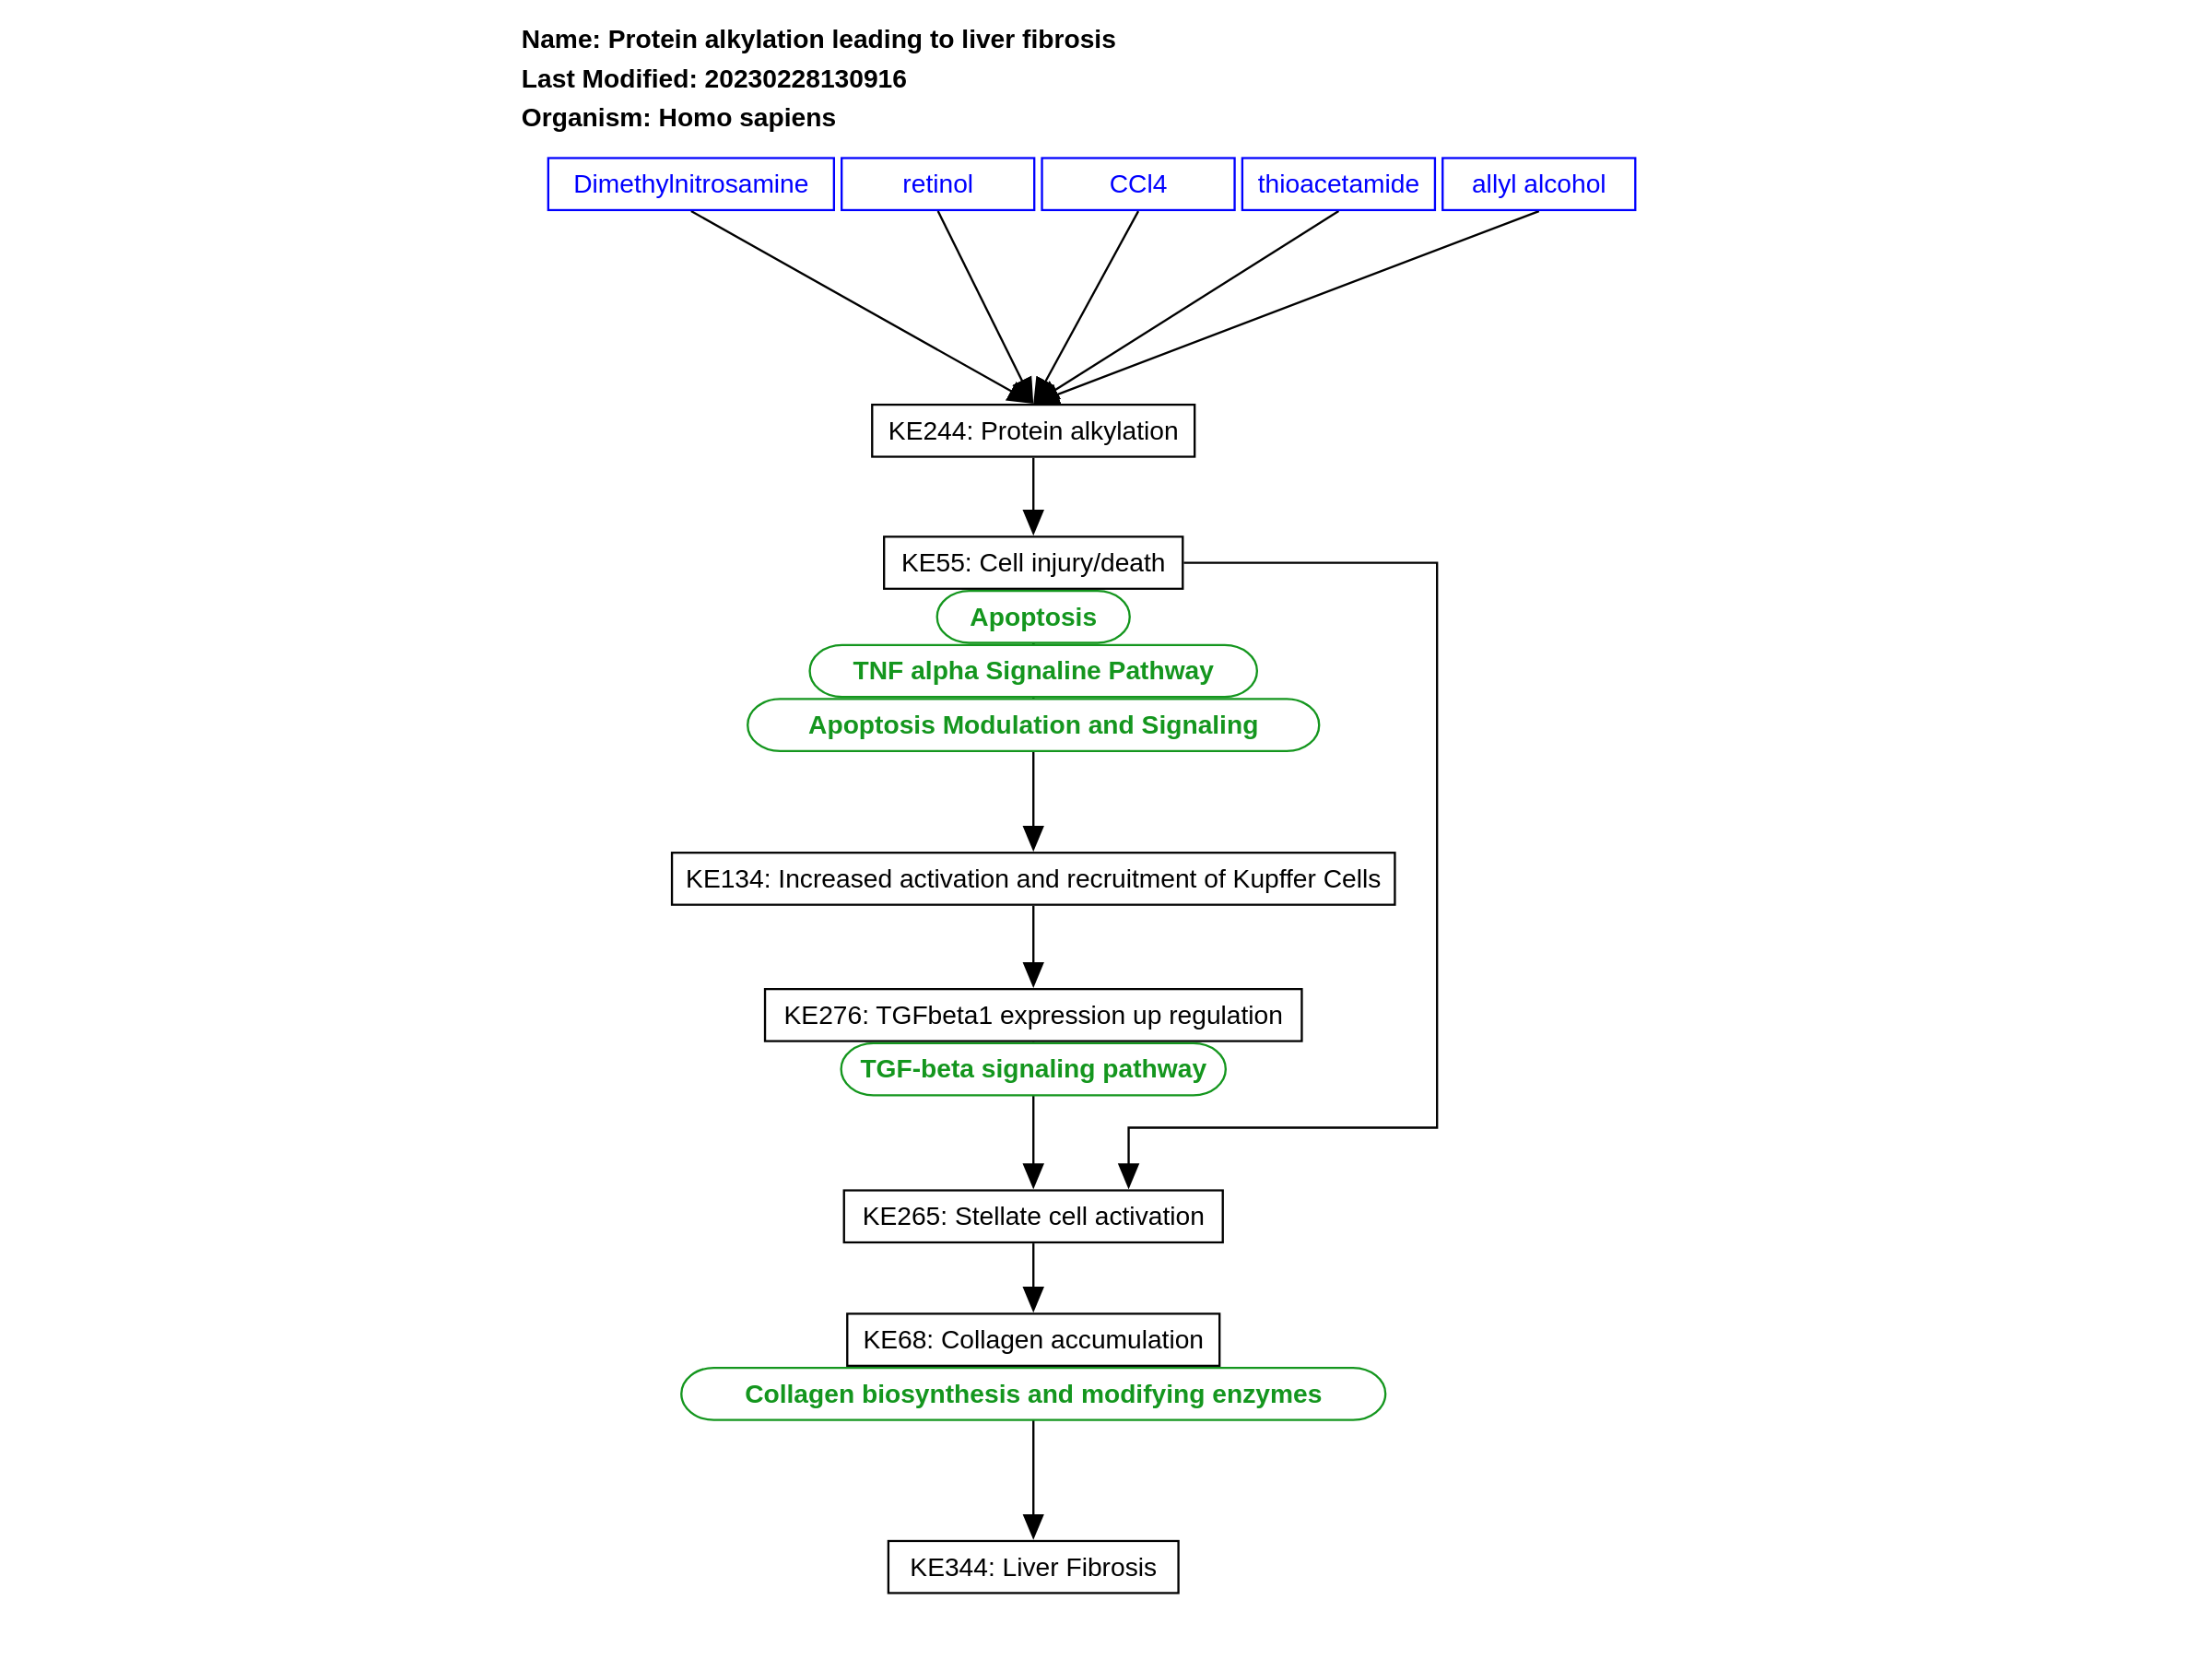 Name: Protein alkylation leading to liver fibrosis
Last Modified: 20230228130916
Organism: Homo sapiens
Dimethylnitrosamine
retinol
CCl4
thioacetamide
allyl alcohol
KE244: Protein alkylation
KE55: Cell injury/death
Apoptosis
TNF alpha Signaline Pathway
Apoptosis Modulation and Signaling
KE134: Increased activation and recruitment of Kupffer Cells
KE276: TGFbeta1 expression up regulation
TGF-beta signaling pathway
KE265: Stellate cell activation
KE68: Collagen accumulation
Collagen biosynthesis and modifying enzymes
KE344: Liver Fibrosis